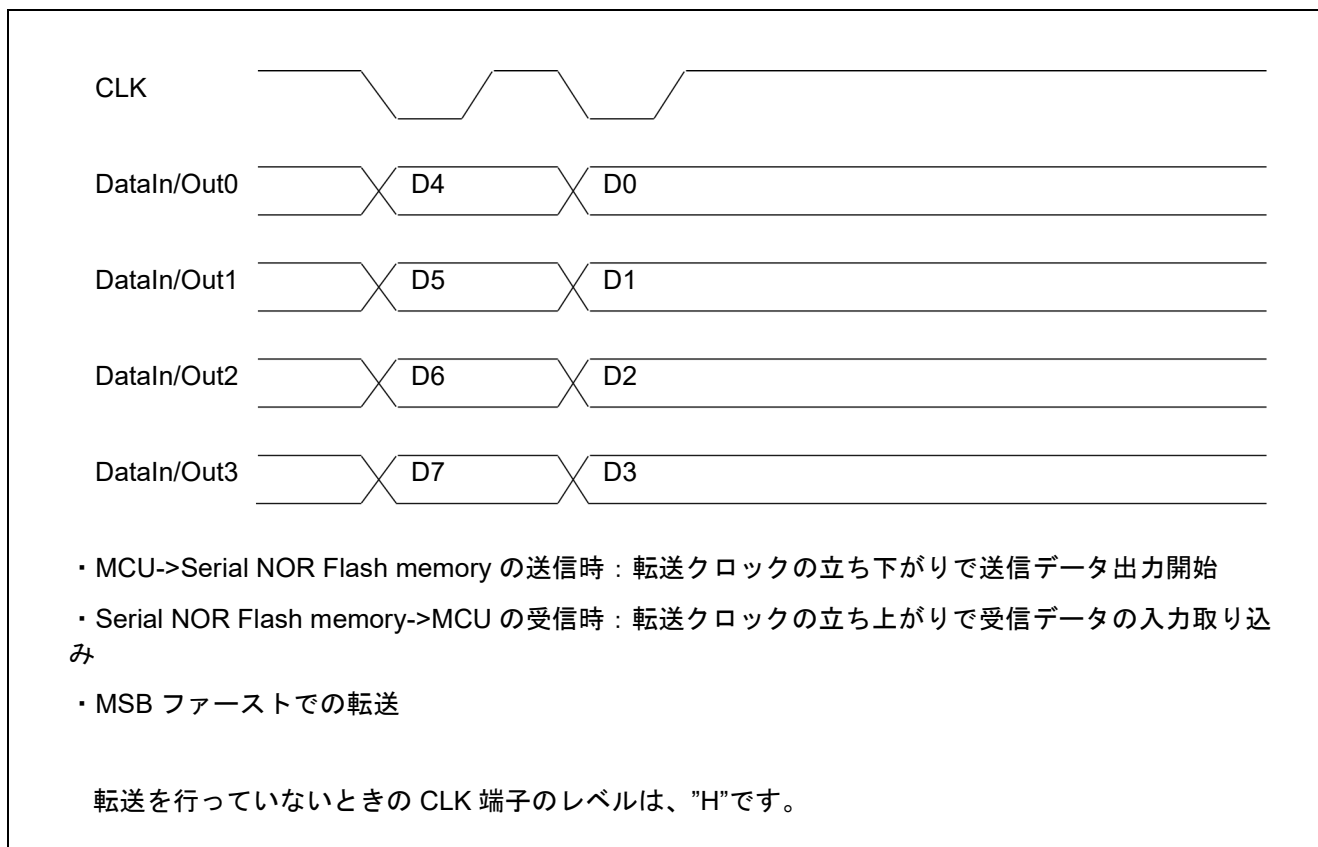 CLK
DataIn/Out0 D4 D0
DataIn/Out1 D5 D1
DataIn/Out2 D6 D2
DataIn/Out3 D7 D3
・MCU->Serial NOR Flash memory の送信時：転送クロックの立ち下がりで送信データ出力開始
・Serial NOR Flash memory->MCU の受信時：転送クロックの立ち上がりで受信データの入力取り込
み
・MSB ファーストでの転送
転送を行っていないときの CLK 端子のレベルは、”H”です。